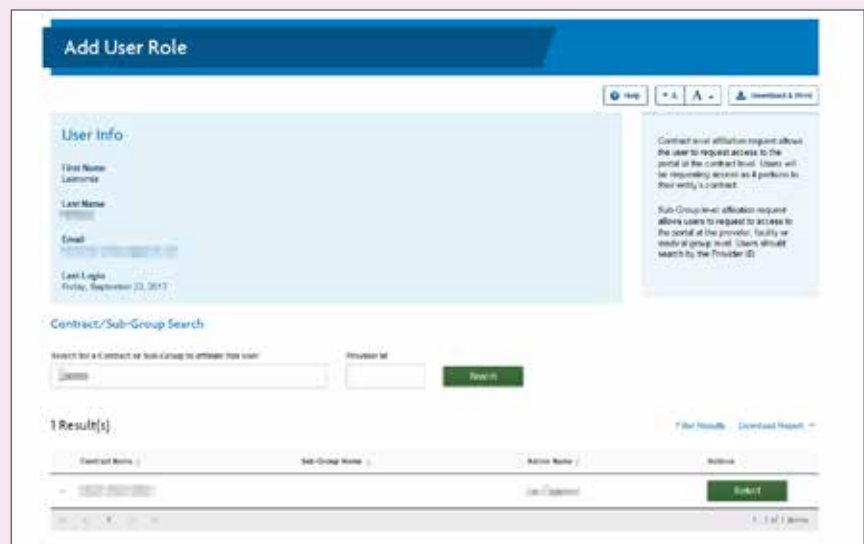 Add User Role
Help
A A
Download & Print
User Info
First Name
Last Name
Email
Last Login
Friday, September 22, 2017
Contract level affiliation request allows
the user to request access to the
portal at the contract level. Users will
be requesting access as it pertains to
their entity's contract.
Sub-Group level affiliation request
allows users to request to access to
the portal at the provider, facility or
medical group level. Users should
search by the Provider ID.
Contract/Sub-Group Search
Search for a Contract or Sub-Group to affiliate this user
Provider Id
Search
1 Result(s)
Filter Results Download Report
Contract Name Sub-Group Name Admin Name Actions
Select
1 1 - 1 of 1 items